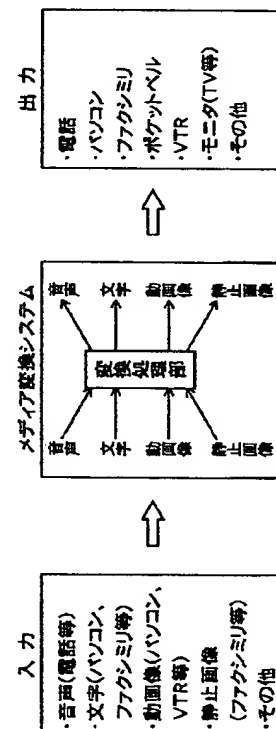 入力
・音声(電話等)
・文字(パソコン、
ファクシミリ等)
・動画像(パソコン、
VTR等)
・静止画像
(ファクシミリ等)
・その他
メディア変換システム
音声
文字
動画像
静止画像
変換処理部
音声
文字
動画像
静止画像
出力
・電話
・パソコン
・ファクシミリ
・ポケットベル
・VTR
・モニタ(TV等)
・その他